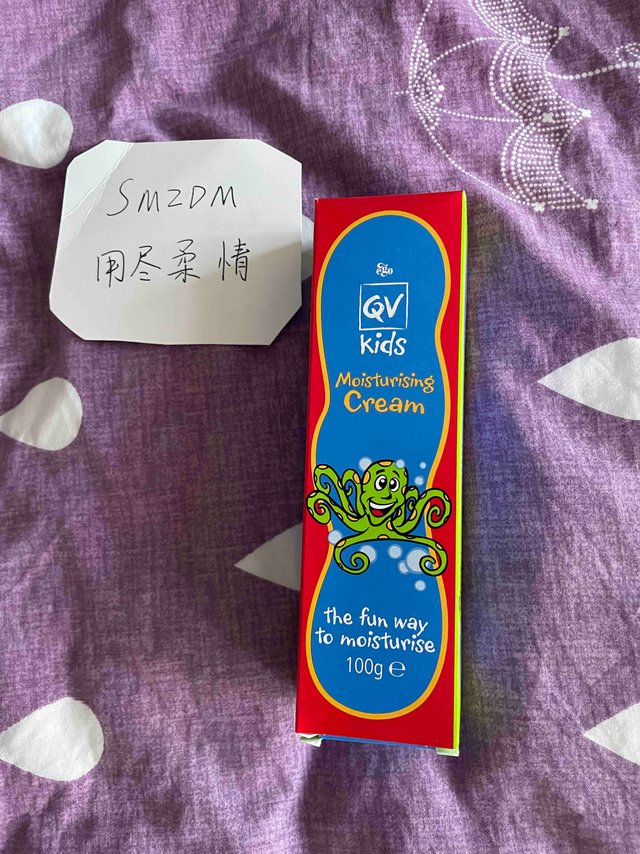 SMZDM
用尽柔情
ego
QV
kids
Moisturising
Cream
the fun way
to moisturise
100g ℮